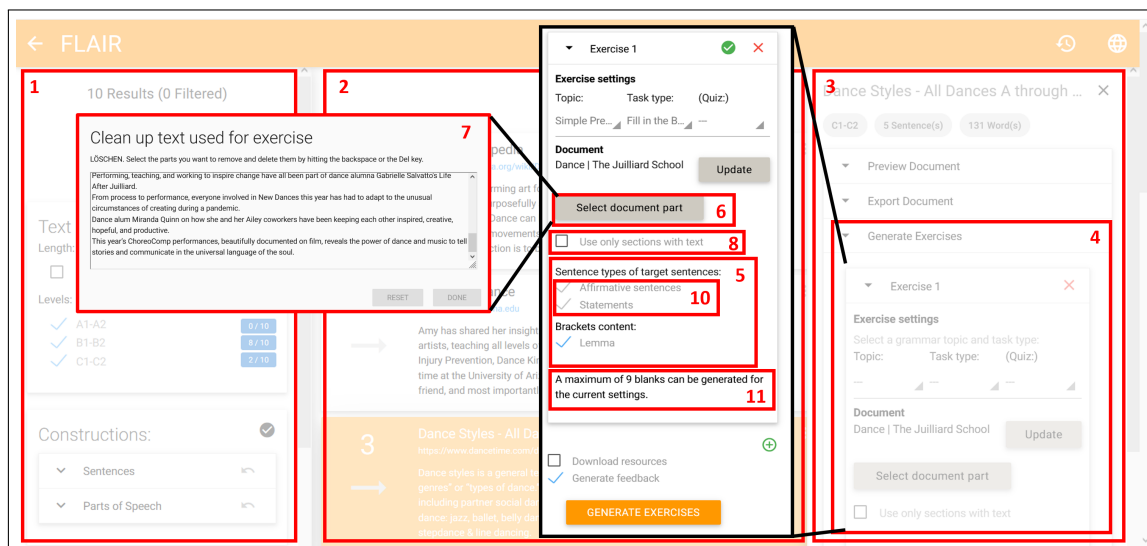 ← FLAIR
1
10 Results (0 Filtered)
Text
Length:
Levels:
A1-A2 0 / 10
B1-B2 8 / 10
C1-C2 2 / 10
Constructions:
Sentences
Parts of Speech
7
Clean up text used for exercise
LÖSCHEN. Select the parts you want to remove and delete them by hitting the backspace or the Del key.
Performing, teaching, and working to inspire change have all been part of dance alumna Gabrielle Salvatto's Life
After Juilliard.
From process to performance, everyone involved in New Dances this year has had to adapt to the unusual
circumstances of creating during a pandemic.
Dance alum Miranda Quinn on how she and her Ailey coworkers have been keeping each other inspired, creative,
hopeful, and productive.
This year's ChoreoComp performances, beautifully documented on film, reveals the power of dance and music to tell
stories and communicate in the universal language of the soul.
RESET DONE
2
Amy has shared her insight
artists, teaching all levels o
Injury Prevention, Dance Kin
time at the University of Ari
friend, and most importantl
3
Dance Styles - All Da
https://www.dancetime.com/
Dance styles is a general t
genres" or "types of dance
including partner social da
dance, jazz, ballet, belly da
stepdance & line dancing.
Exercise 1
Exercise settings
Topic: Task type: (Quiz:)
Simple Pre... Fill in the B... ---
Document
Dance | The Juilliard School Update
Select document part 6
Use only sections with text 8
5
Sentence types of target sentences:
Affirmative sentences
Statements
10
Brackets content:
Lemma
A maximum of 9 blanks can be generated for
the current settings.
11
Download resources
Generate feedback
GENERATE EXERCISES
3
Dance Styles - All Dances A through ...
C1-C2 5 Sentence(s) 131 Word(s)
Preview Document
Export Document
Generate Exercises
4
Exercise 1
Exercise settings
Select a grammar topic and task type:
Topic: Task type: (Quiz:)
--- --- ---
Document
Dance | The Juilliard School Update
Select document part
Use only sections with text